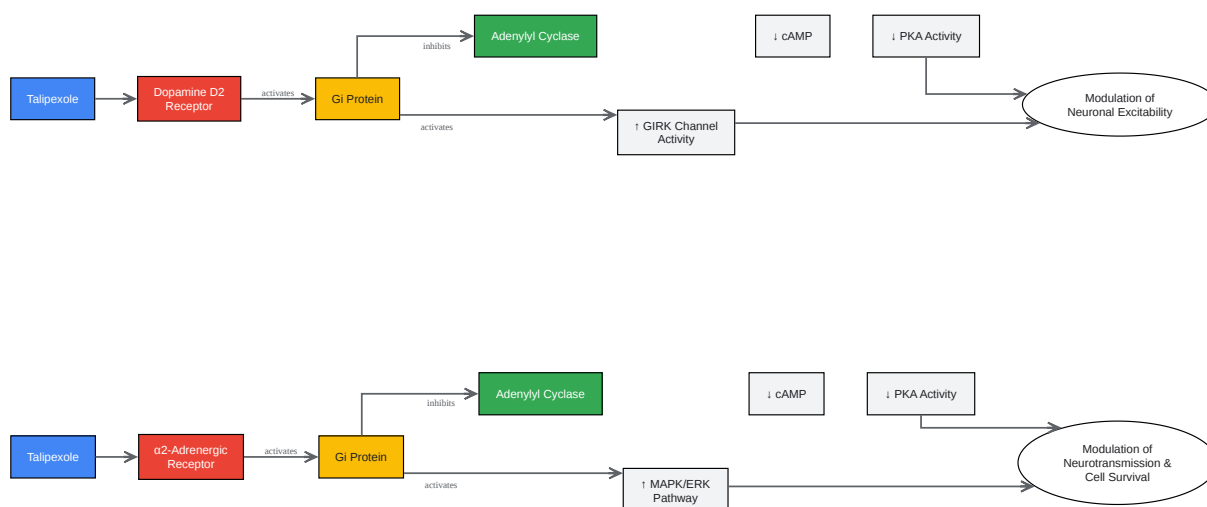 Adenylyl Cyclase
↓ cAMP
↓ PKA Activity
inhibits
Talipexole
Dopamine D2
Receptor
activates
Gi Protein
Modulation of
Neuronal Excitability
activates
↑ GIRK Channel
Activity
Adenylyl Cyclase
↓ cAMP
↓ PKA Activity
inhibits
Talipexole
α2-Adrenergic
Receptor
activates
Gi Protein
Modulation of
Neurotransmission &
Cell Survival
activates
↑ MAPK/ERK
Pathway